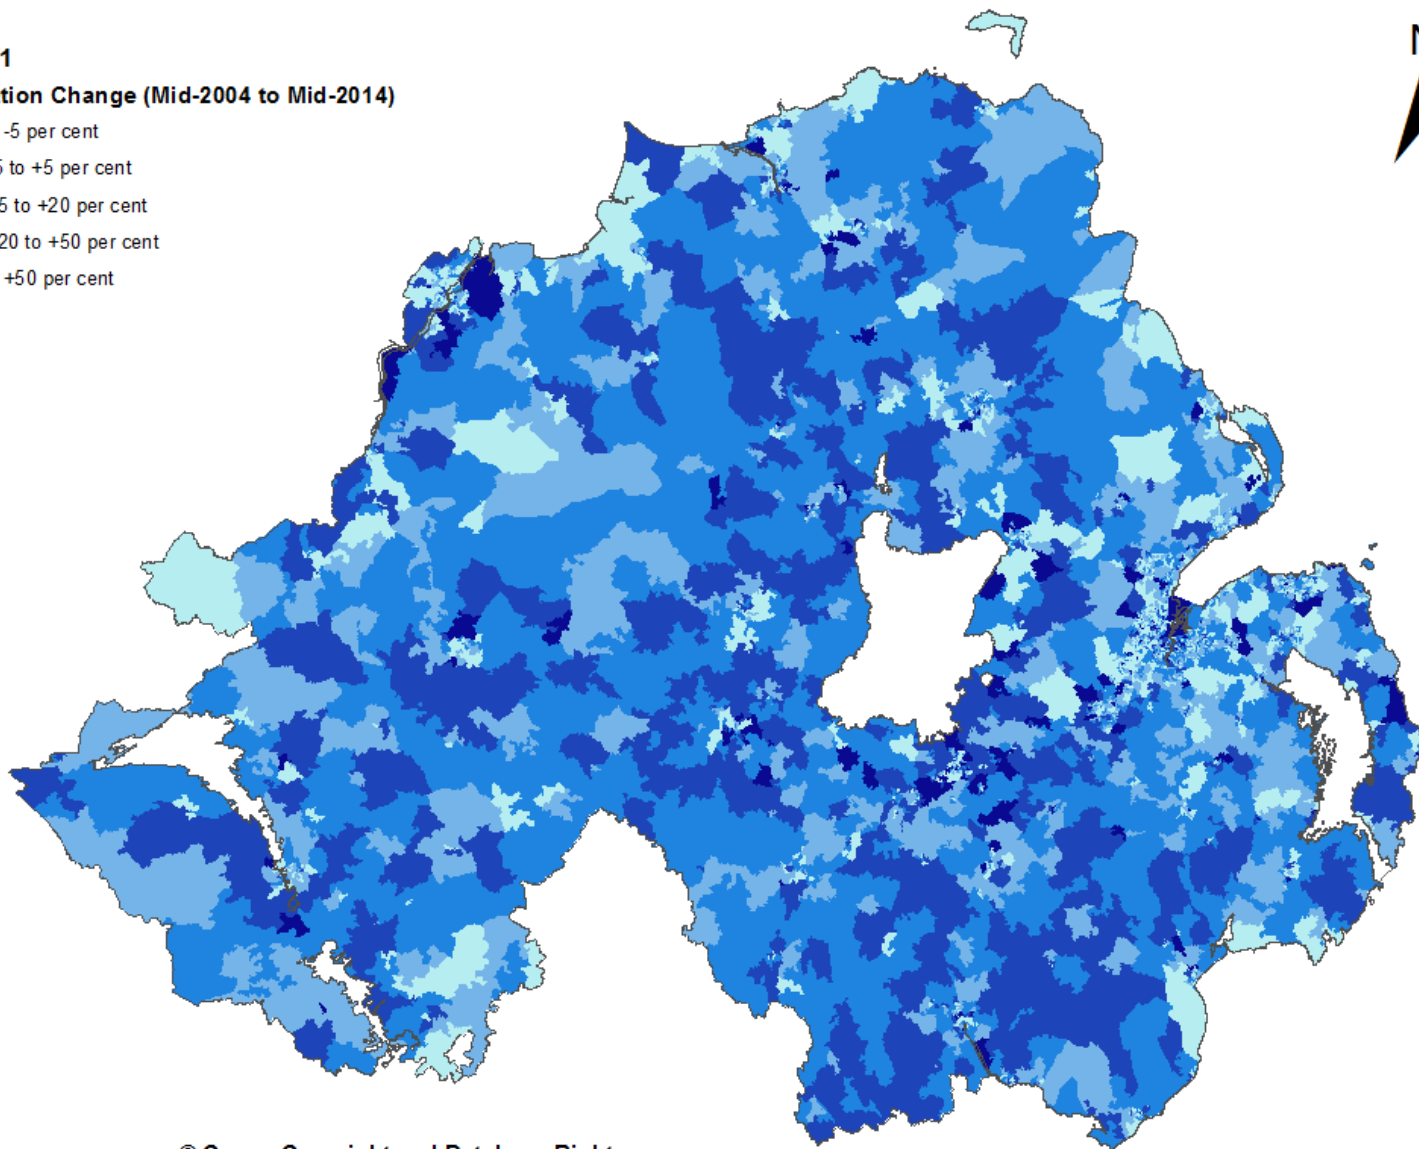 1
tion Change (Mid-2004 to Mid-2014)
-5 per cent
5 to +5 per cent
5 to +20 per cent
20 to +50 per cent
+50 per cent
N